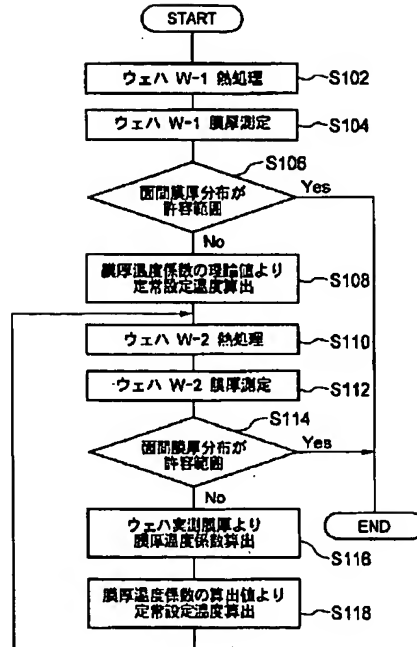 START
ウェハ W-1 熱処理
S102
ウェハ W-1 膜厚測定
S104
S106
面間膜厚分布が
許容範囲
Yes
No
膜厚温度係数の理論値より
定常設定温度算出
S108
ウェハ W-2 熱処理
S110
ウェハ W-2 膜厚測定
S112
S114
面間膜厚分布が
許容範囲
Yes
No
ウェハ実測膜厚より
膜厚温度係数算出
S116
END
膜厚温度係数の算出値より
定常設定温度算出
S118